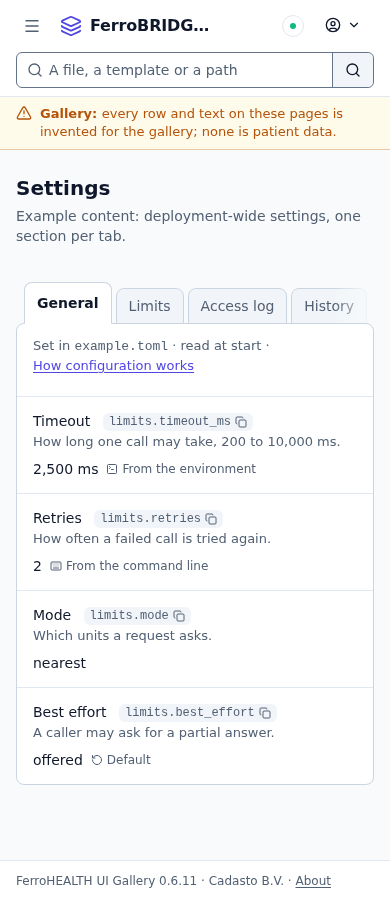 FerroBRIDG...
A file, a template or a path
Gallery: every row and text on these pages is
invented for the gallery; none is patient data.
Settings
Example content: deployment-wide settings, one
section per tab.
General Limits Access log History
Set in example.toml · read at start ·
How configuration works
Timeout limits.timeout_ms
How long one call may take, 200 to 10,000 ms.
2,500 ms From the environment
Retries limits.retries
How often a failed call is tried again.
2 From the command line
Mode limits.mode
Which units a request asks.
nearest
Best effort limits.best_effort
A caller may ask for a partial answer.
offered Default
FerroHEALTH UI Gallery 0.6.11 · Cadasto B.V. · About